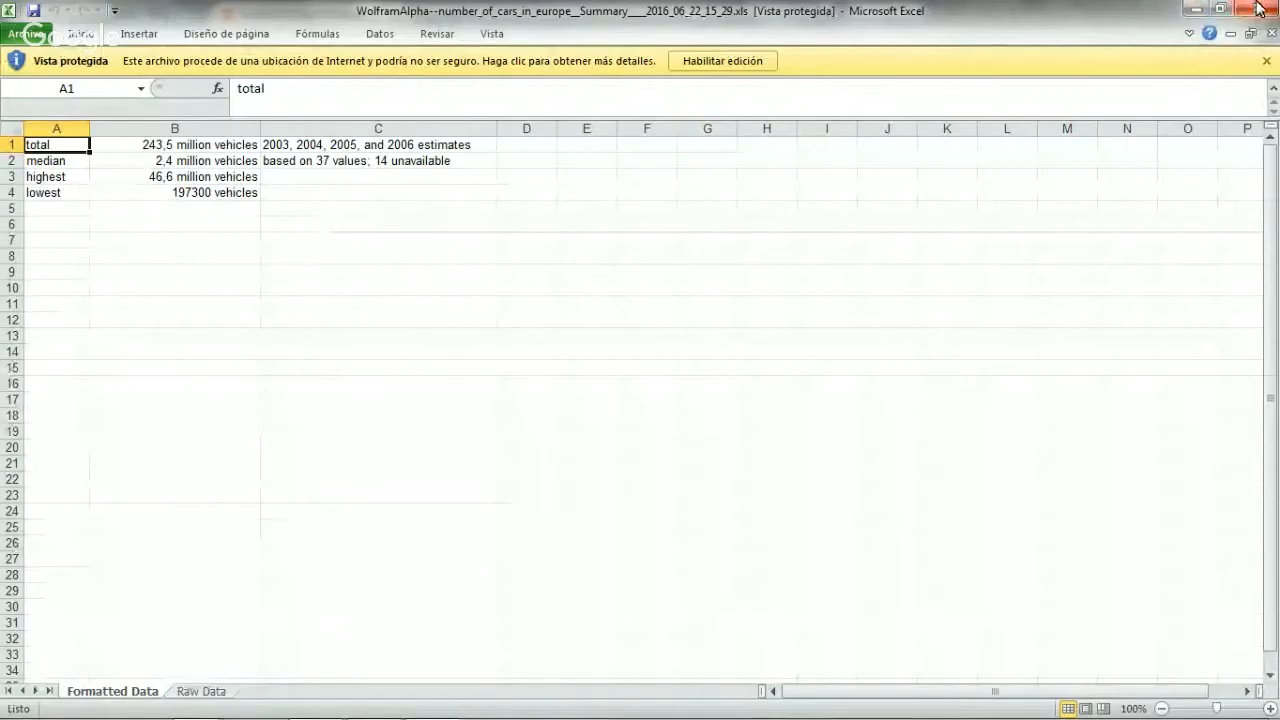 WolframAlpha--number_of_cars_in_europe__Summary___2016_06_22_15_29.xls [Vista protegida] - Microsoft Excel
Archivo Inicio Insertar Diseño de página Fórmulas Datos Revisar Vista
Google
Vista protegida Este archivo procede de una ubicación de Internet y podría no ser seguro. Haga clic para obtener más detalles. Habilitar edición
A1 fx total
A B C D E F G H I J K L M N O P
1 total 243,5 million vehicles 2003, 2004, 2005, and 2006 estimates
2 median 2,4 million vehicles based on 37 values; 14 unavailable
3 highest 46,6 million vehicles
4 lowest 197300 vehicles
5
6
7
8
9
10
11
12
13
14
15
16
17
18
19
20
21
22
23
24
25
26
27
28
29
30
31
32
33
34
Formatted Data Raw Data
Listo 100%